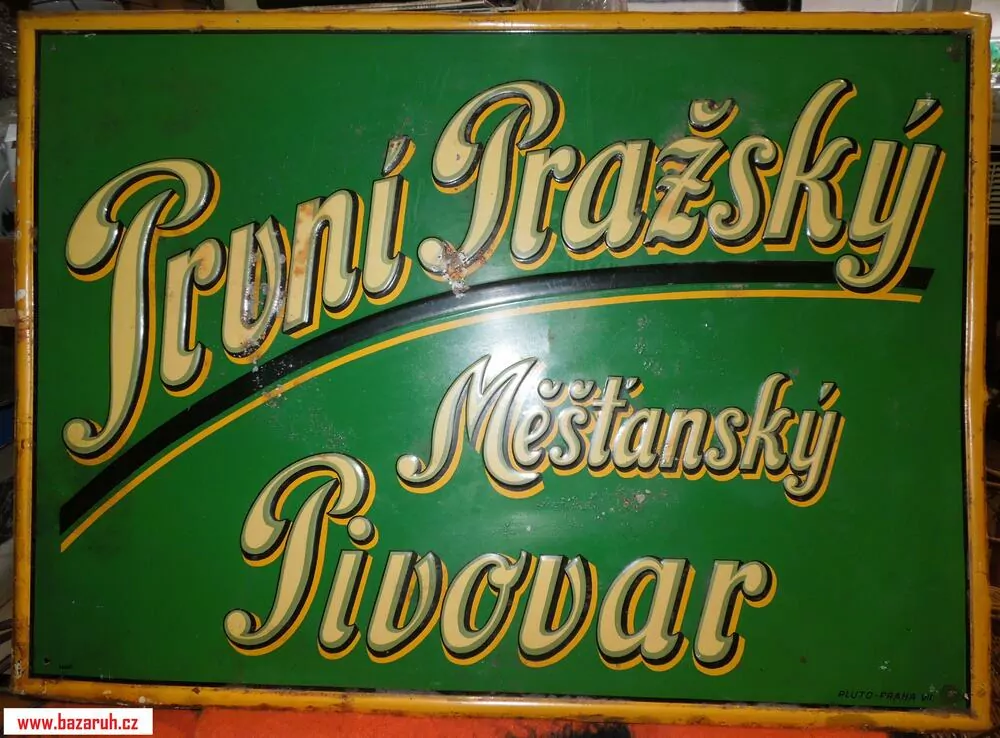 První Pražský
Měšťanský
Pivovar
PLUTO-PRAHA VII.
www.bazaruh.cz